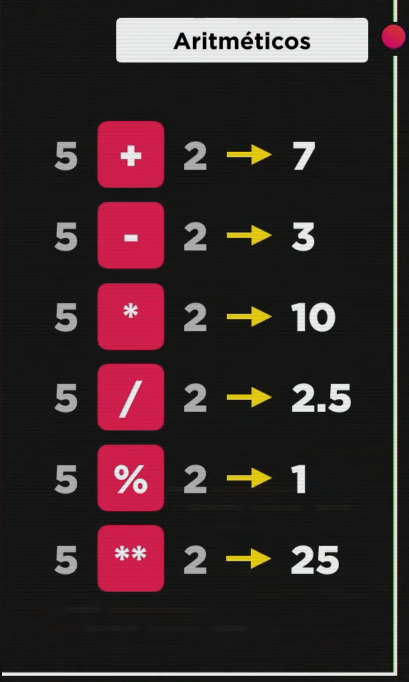 Aritméticos
5 + 2 → 7
5 - 2 → 3
5 * 2 → 10
5 / 2 → 2.5
5 % 2 → 1
5 ** 2 → 25